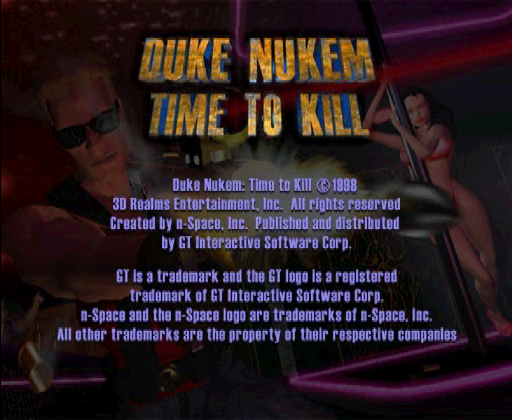 DUKE NUKEM
TIME TO KILL
Duke Nukem: Time to Kill © 1998
3D Realms Entertainment, Inc. All rights reserved
Created by n-Space, Inc. Published and distributed
by GT Interactive Software Corp.
GT is a trademark and the GT logo is a registered
trademark of GT Interactive Software Corp.
n-Space and the n-Space logo are trademarks of n-Space, Inc.
All other trademarks are the property of their respective companies